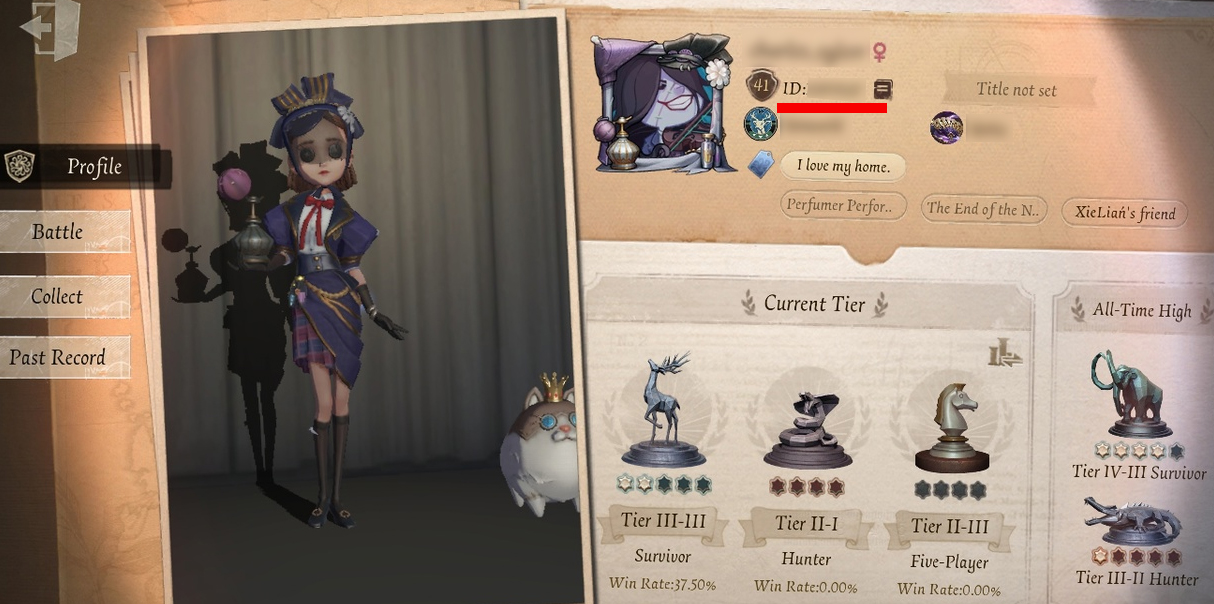 Profile
Battle
Collect
Past Record
41
ID:
Title not set
I love my home.
Perfumer Perfor..
The End of the N..
XieLiań's friend
Current Tier
Tier III-III
Survivor
Win Rate:37.50%
Tier II-I
Hunter
Win Rate:0.00%
Tier II-III
Five-Player
Win Rate:0.00%
All-Time High
Tier IV-III Survivor
Tier III-II Hunter